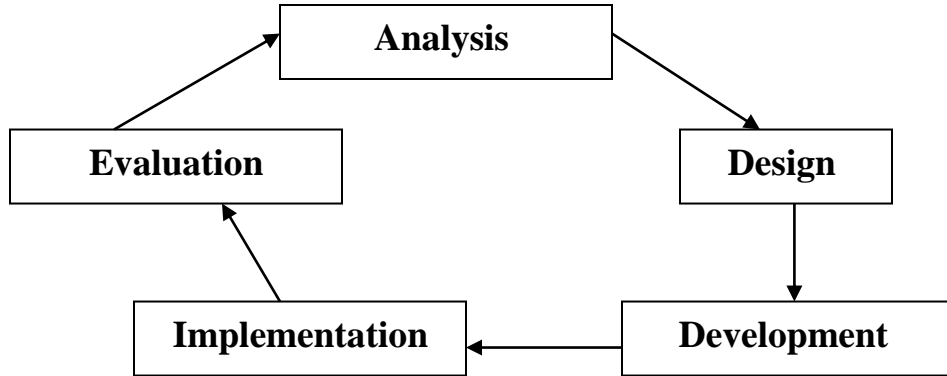 Analysis
Evaluation
Design
Implementation
Development